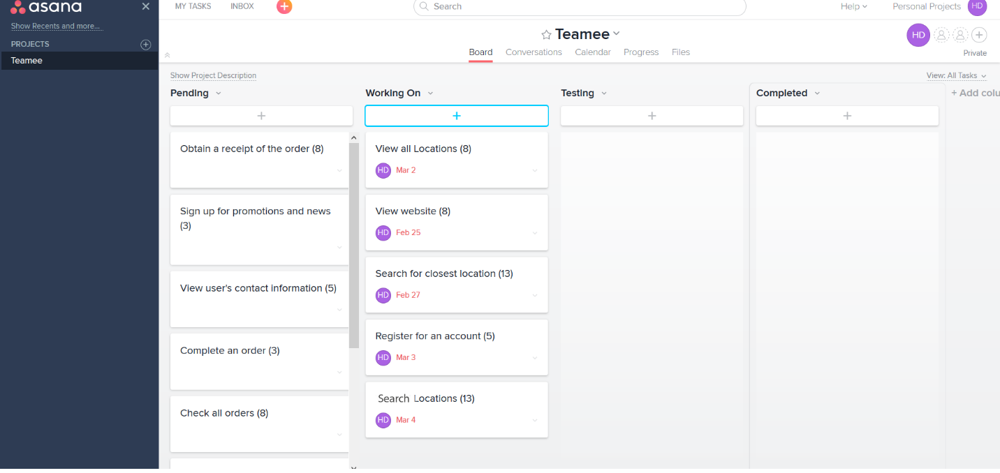 asana
MY TASKS
INBOX
Search
Help
Personal Projects
HD
Show Recents and more...
PROJECTS
Teamee
Teamee
HD
Private
Board
Conversations
Calendar
Progress
Files
Show Project Description
View: All Tasks
Pending
Obtain a receipt of the order (8)
Sign up for promotions and news
(3)
View user's contact information (5)
Complete an order (3)
Check all orders (8)
Working On
View all Locations (8)
HD Mar 2
View website (8)
HD Feb 25
Search for closest location (13)
HD Feb 27
Register for an account (5)
HD Mar 3
Search Locations (13)
HD Mar 4
Testing
Completed
+ Add colu